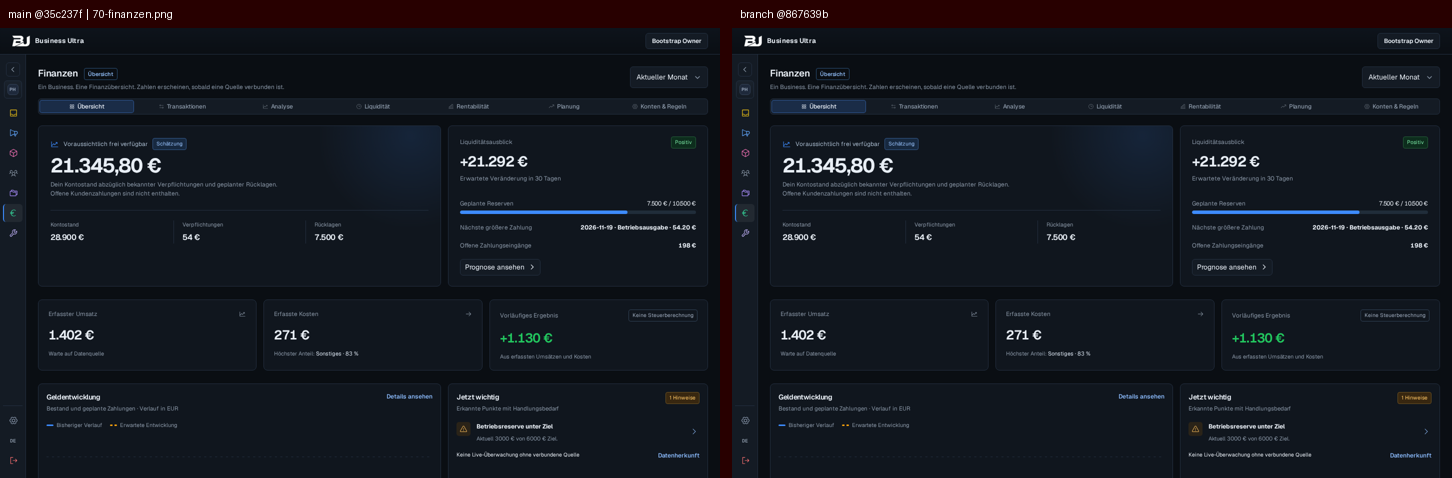 main @35c237f | 70-finanzen.png
Business Ultra
Bootstrap Owner
PH
Finanzen
Übersicht
Aktueller Monat
Ein Business. Eine Finanzübersicht. Zahlen erscheinen, sobald eine Quelle verbunden ist.
Übersicht
Transaktionen
Analyse
Liquidität
Rentabilität
Planung
Konten & Regeln
Voraussichtlich frei verfügbar
Schätzung
21.345,80 €
Dein Kontostand abzüglich bekannter Verpflichtungen und geplanter Rücklagen.
Offene Kundenzahlungen sind nicht enthalten.
Kontostand
Verpflichtungen
Rücklagen
28.900 €
54 €
7.500 €
Liquiditätsausblick
Positiv
+21.292 €
Erwartete Veränderung in 30 Tagen
Geplante Reserven
7.500 € / 10.500 €
Nächste größere Zahlung
2026-11-19 · Betriebsausgabe · 54.20 €
Offene Zahlungseingänge
198 €
Prognose ansehen
Erfasster Umsatz
1.402 €
Warte auf Datenquelle
Erfasste Kosten
271 €
Höchster Anteil: Sonstiges · 83 %
Vorläufiges Ergebnis
Keine Steuerberechnung
+1.130 €
Aus erfassten Umsätzen und Kosten
Geldentwicklung
Details ansehen
Bestand und geplante Zahlungen · Verlauf in EUR
Bisheriger Verlauf
Erwartete Entwicklung
Jetzt wichtig
1 Hinweise
Erkannte Punkte mit Handlungsbedarf
Betriebsreserve unter Ziel
Aktuell 3000 € von 6000 € Ziel.
Keine Live-Überwachung ohne verbundene Quelle
Datenherkunft
DE
branch @867639b
Business Ultra
Bootstrap Owner
PH
Finanzen
Übersicht
Aktueller Monat
Ein Business. Eine Finanzübersicht. Zahlen erscheinen, sobald eine Quelle verbunden ist.
Übersicht
Transaktionen
Analyse
Liquidität
Rentabilität
Planung
Konten & Regeln
Voraussichtlich frei verfügbar
Schätzung
21.345,80 €
Dein Kontostand abzüglich bekannter Verpflichtungen und geplanter Rücklagen.
Offene Kundenzahlungen sind nicht enthalten.
Kontostand
Verpflichtungen
Rücklagen
28.900 €
54 €
7.500 €
Liquiditätsausblick
Positiv
+21.292 €
Erwartete Veränderung in 30 Tagen
Geplante Reserven
7.500 € / 10.500 €
Nächste größere Zahlung
2026-11-19 · Betriebsausgabe · 54.20 €
Offene Zahlungseingänge
198 €
Prognose ansehen
Erfasster Umsatz
1.402 €
Warte auf Datenquelle
Erfasste Kosten
271 €
Höchster Anteil: Sonstiges · 83 %
Vorläufiges Ergebnis
Keine Steuerberechnung
+1.130 €
Aus erfassten Umsätzen und Kosten
Geldentwicklung
Details ansehen
Bestand und geplante Zahlungen · Verlauf in EUR
Bisheriger Verlauf
Erwartete Entwicklung
Jetzt wichtig
1 Hinweise
Erkannte Punkte mit Handlungsbedarf
Betriebsreserve unter Ziel
Aktuell 3000 € von 6000 € Ziel.
Keine Live-Überwachung ohne verbundene Quelle
Datenherkunft
DE